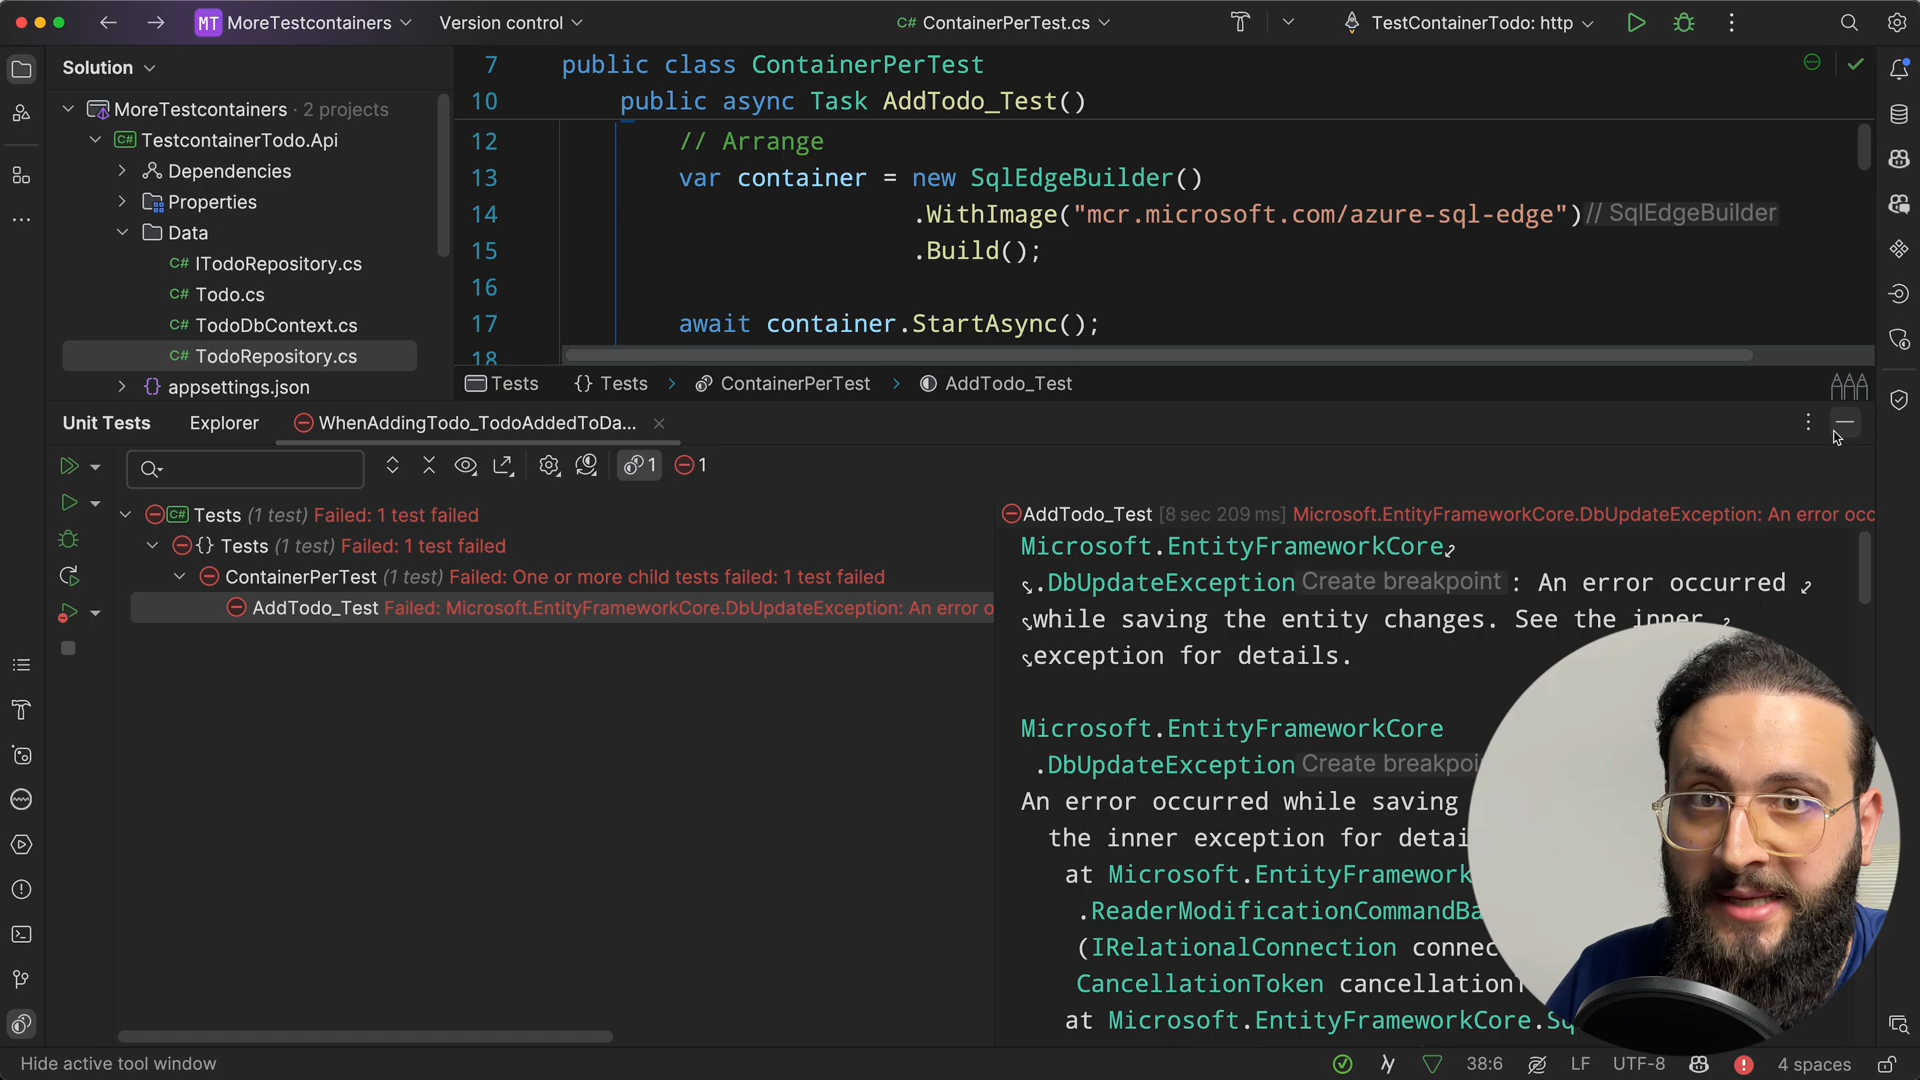 MT MoreTestcontainers
Version control
C# ContainerPerTest.cs
TestContainerTodo: http
Solution
MoreTestcontainers · 2 projects
C# TestcontainerTodo.Api
Dependencies
Properties
Data
C# ITodoRepository.cs
C# Todo.cs
C# TodoDbContext.cs
C# TodoRepository.cs
{} appsettings.json
7 public class ContainerPerTest
10 public async Task AddTodo_Test()
12 // Arrange
13 var container = new SqlEdgeBuilder()
14 .WithImage("mcr.microsoft.com/azure-sql-edge") // SqlEdgeBuilder
15 .Build();
16
17 await container.StartAsync();
18
Tests {} Tests > ContainerPerTest > AddTodo_Test
Unit Tests
Explorer
WhenAddingTodo_TodoAddedToDa...
1
1
C# Tests (1 test) Failed: 1 test failed
{} Tests (1 test) Failed: 1 test failed
ContainerPerTest (1 test) Failed: One or more child tests failed: 1 test failed
AddTodo_Test Failed: Microsoft.EntityFrameworkCore.DbUpdateException: An error o
AddTodo_Test [8 sec 209 ms] Microsoft.EntityFrameworkCore.DbUpdateException: An error occ
Microsoft.EntityFrameworkCore
.DbUpdateException Create breakpoint : An error occurred
while saving the entity changes. See the inner
exception for details.
Microsoft.EntityFrameworkCore
.DbUpdateException Create breakpoi
An error occurred while saving
the inner exception for detai
at Microsoft.EntityFramework
.ReaderModificationCommandBa
(IRelationalConnection connec
CancellationToken cancellation
at Microsoft.EntityFrameworkCore.Sq
Hide active tool window
38:6
LF
UTF-8
4 spaces